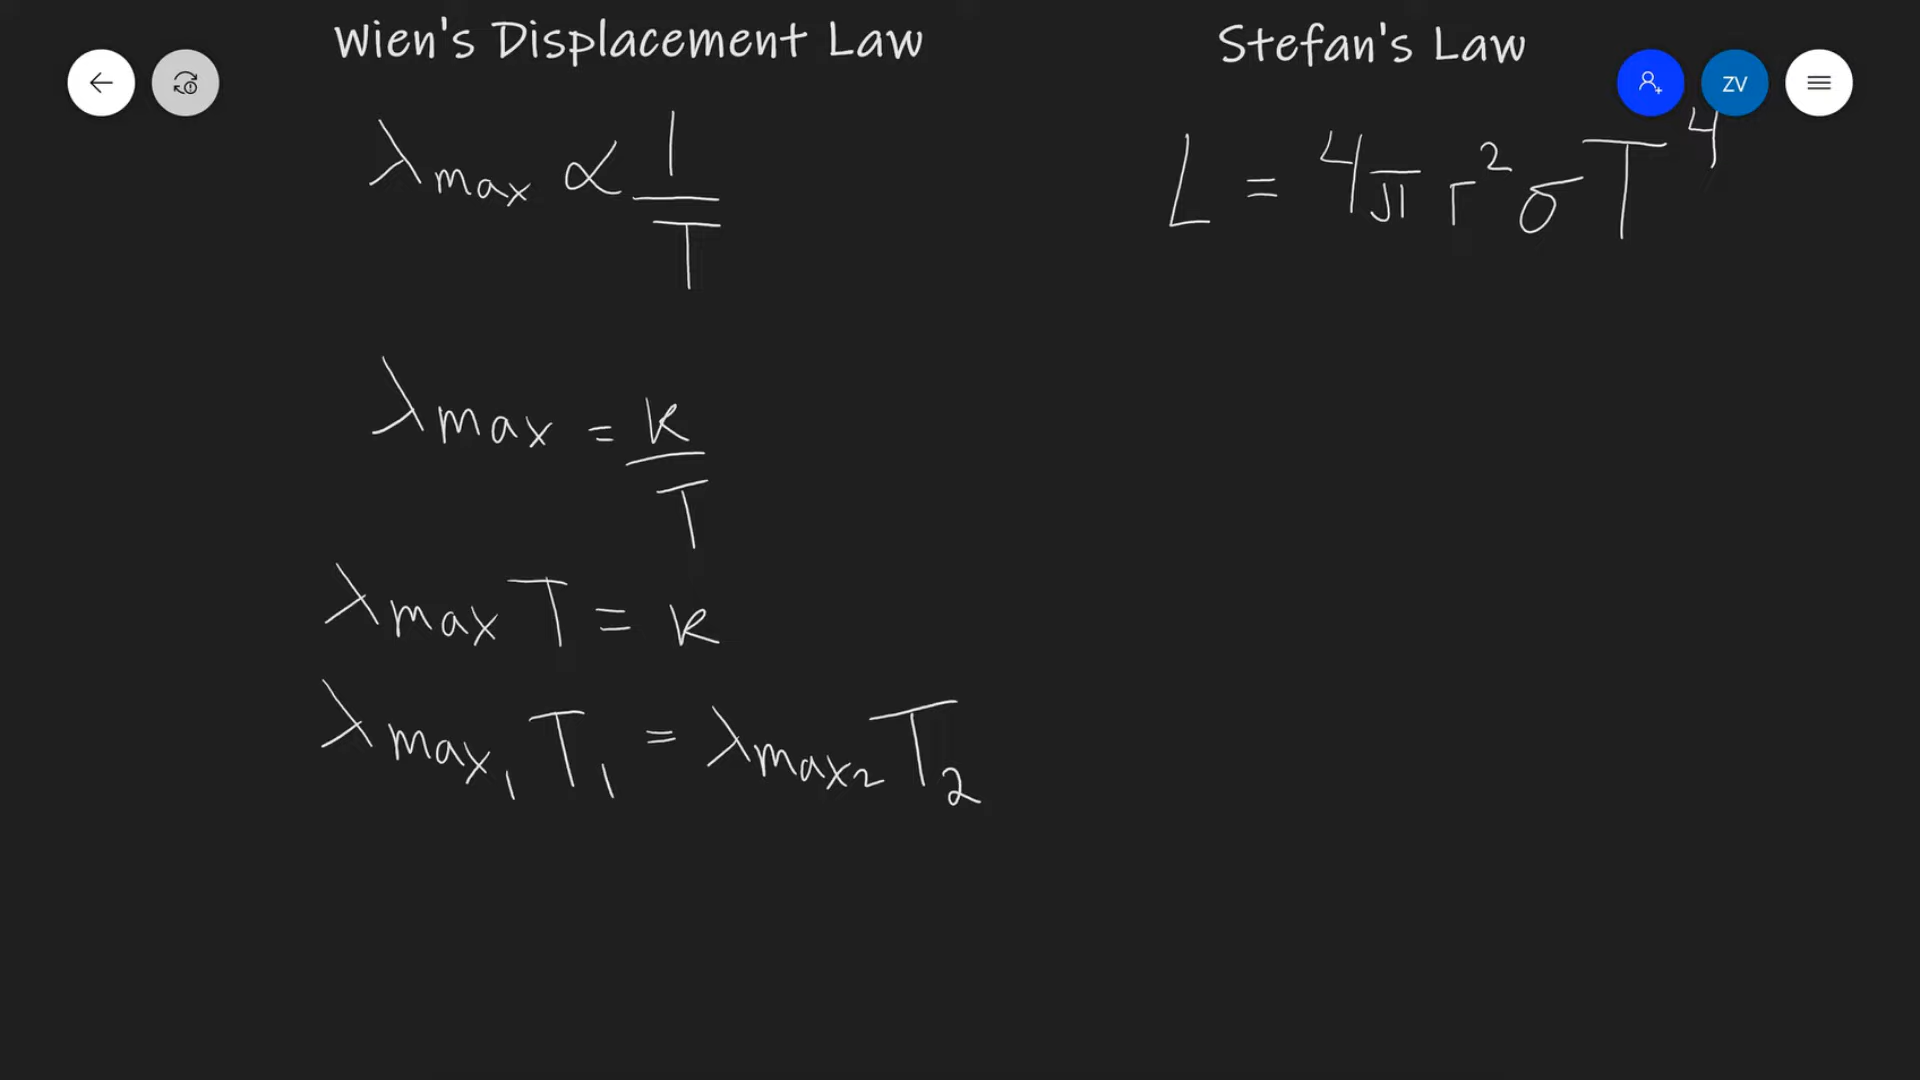 Wien's Displacement Law
λmax ∝ 1/T
λmax = k/T
λmax T = k
λmax₁ T₁ = λmax₂ T₂
Stefan's Law
ZV
L = 4πr²σT⁴